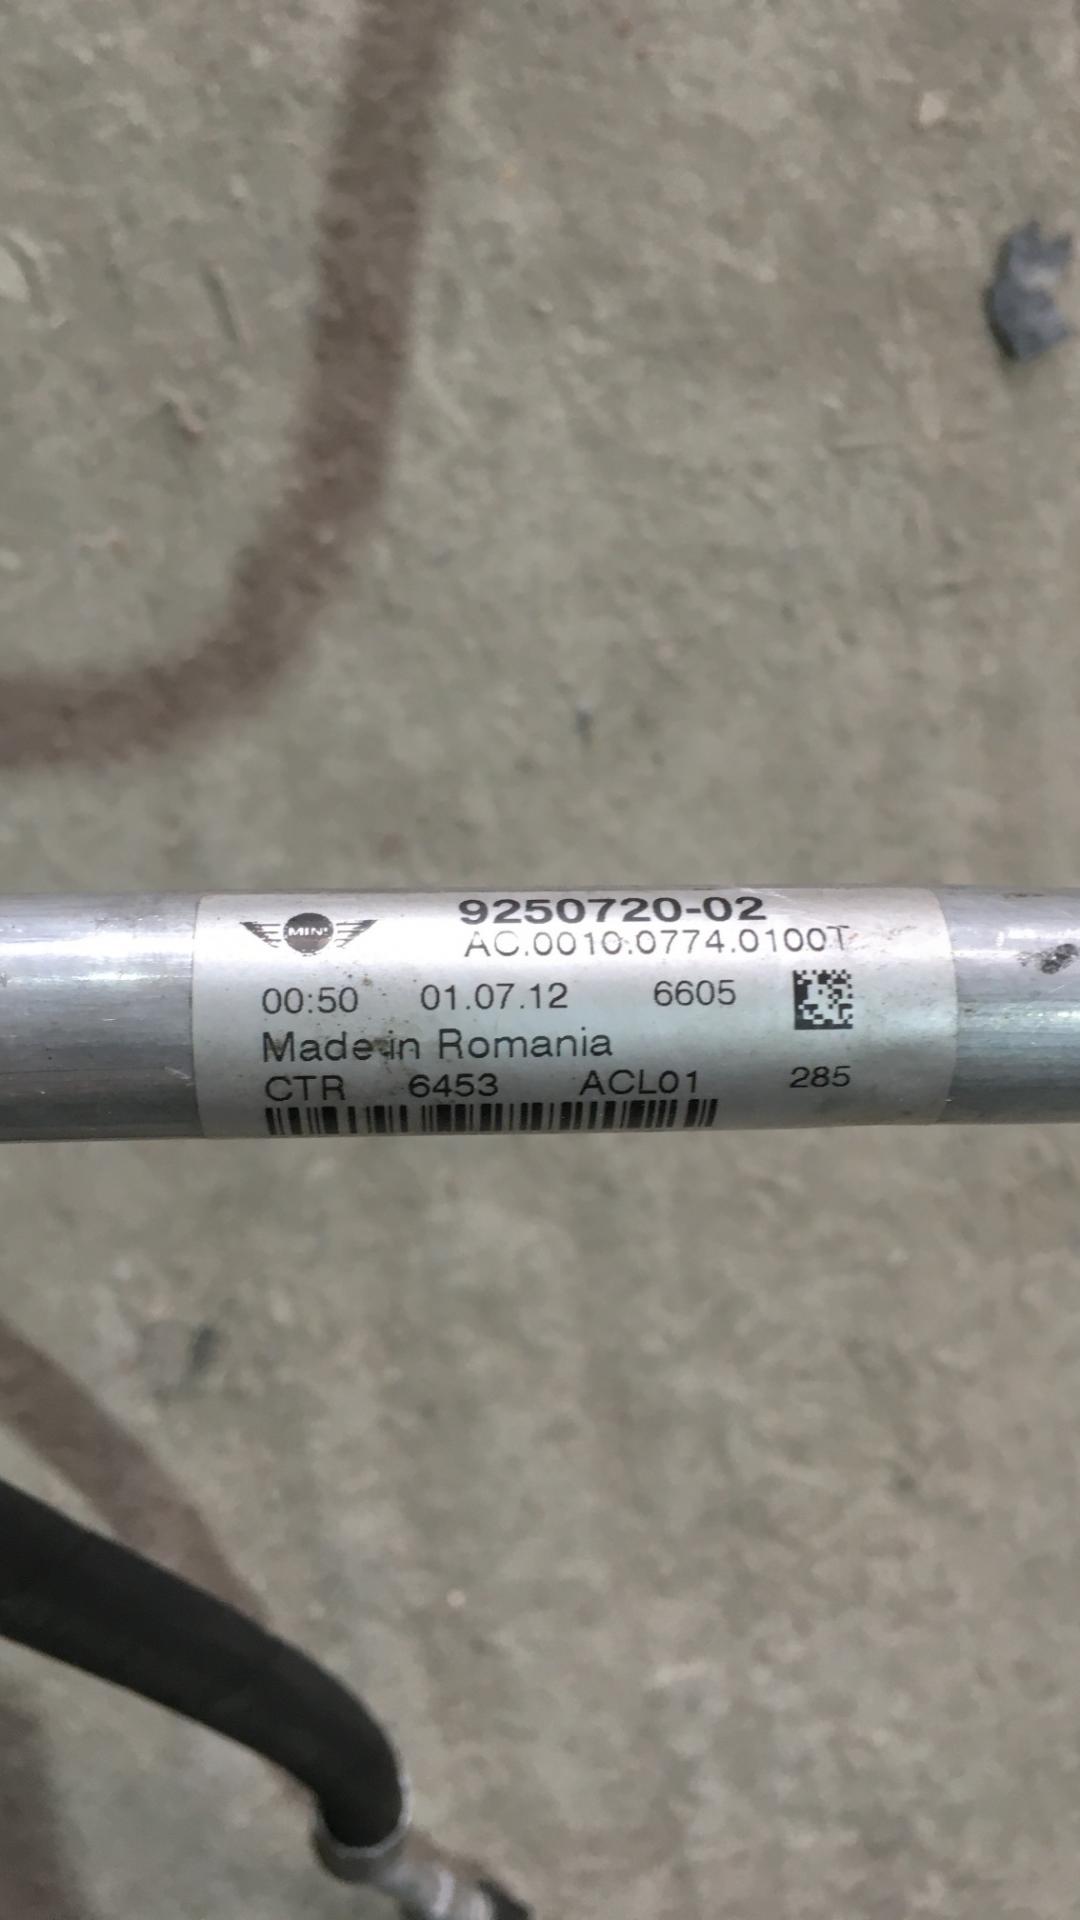 MINI
9250720-02
AC.0010.0774.0100T
00:50 01.07.12 6605
Made in Romania
CTR 6453 ACL01 285